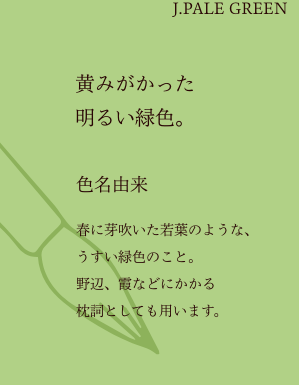 J.PALE GREEN
黄みがかった
明るい緑色。
色名由来
春に芽吹いた若葉のような、
うすい緑色のこと。
野辺、霞などにかかる
枕詞としても用います。